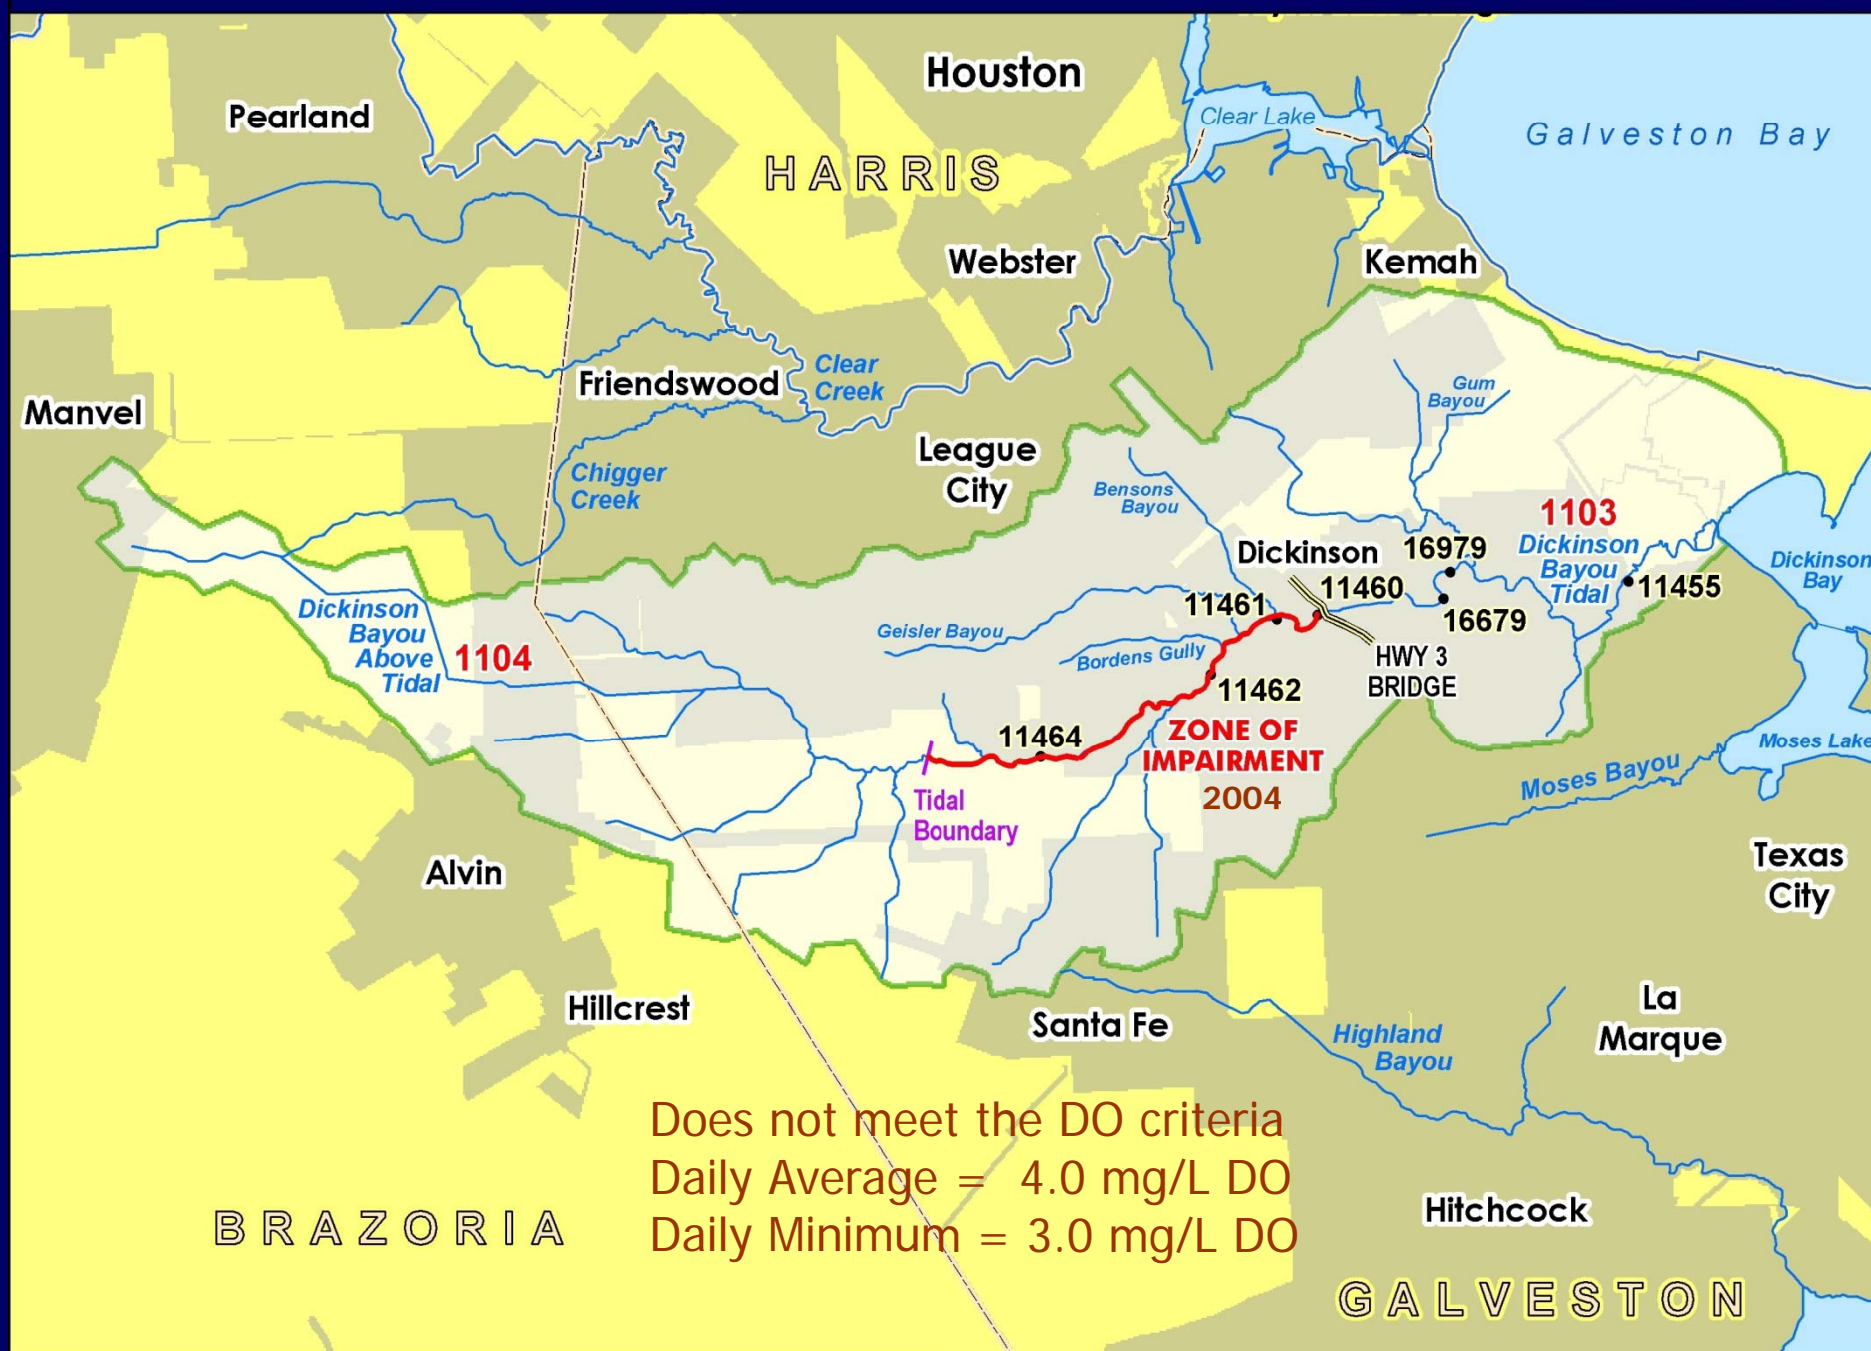 Houston
Pearland
Clear Lake
Galveston Bay
HARRIS
Webster
Kemah
Clear
Creek
Friendswood
Manvel
Gum
Bayou
League
City
Chigger
Creek
Bensons
Bayou
1103
Dickinson
Bayou
Tidal
Dickinson
16979
11460
11455
Dickinson
Bay
11461
16679
Dickinson
Bayou
Above
Tidal
1104
Geisler Bayou
Bordens Gully
HWY 3
BRIDGE
11462
11464
ZONE OF
IMPAIRMENT
2004
Moses Lake
Moses Bayou
Tidal
Boundary
Alvin
Texas
City
Hillcrest
Santa Fe
La
Marque
Highland
Bayou
Does not meet the DO criteria
Daily Average = 4.0 mg/L DO
Daily Minimum = 3.0 mg/L DO
BRAZORIA
Hitchcock
GALVESTON